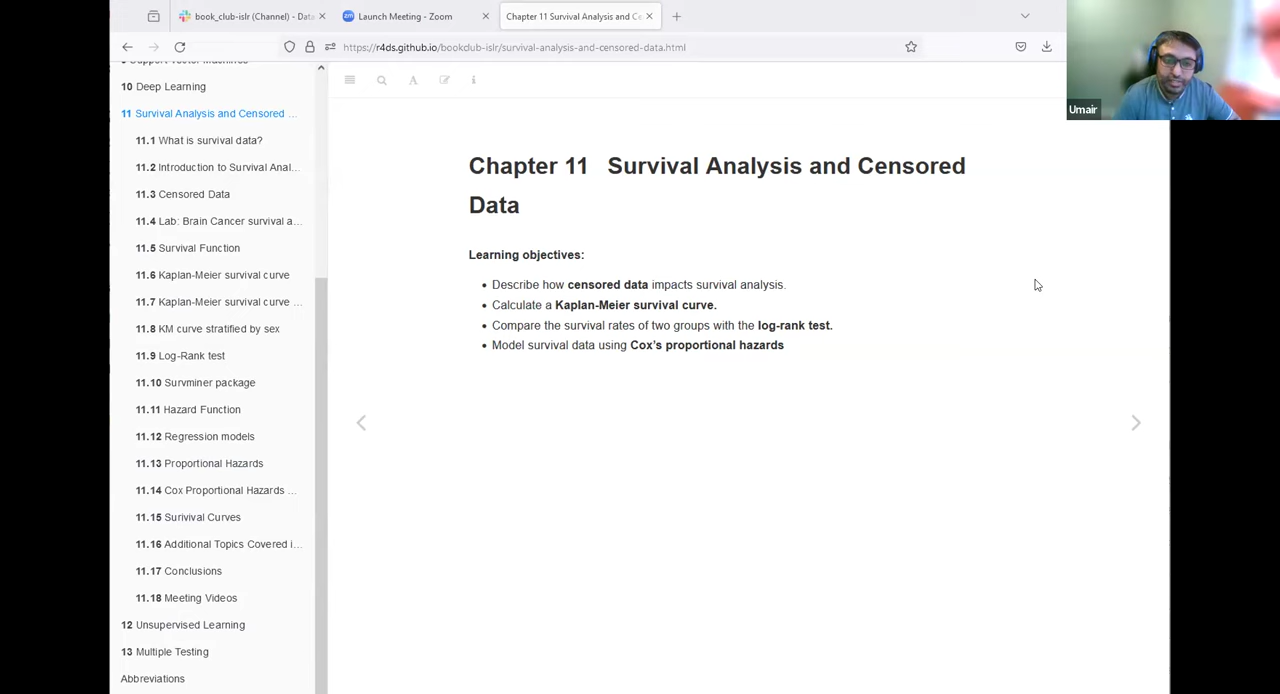 book_club-islr (Channel) - Data
Launch Meeting - Zoom
Chapter 11 Survival Analysis and Ce
https://r4ds.github.io/bookclub-islr/survival-analysis-and-censored-data.html
Umair
9 Support Vector Machines
10 Deep Learning
11 Survival Analysis and Censored ...
11.1 What is survival data?
11.2 Introduction to Survival Anal...
11.3 Censored Data
11.4 Lab: Brain Cancer survival a...
11.5 Survival Function
11.6 Kaplan-Meier survival curve
11.7 Kaplan-Meier survival curve ...
11.8 KM curve stratified by sex
11.9 Log-Rank test
11.10 Survminer package
11.11 Hazard Function
11.12 Regression models
11.13 Proportional Hazards
11.14 Cox Proportional Hazards ...
11.15 Surivival Curves
11.16 Additional Topics Covered i...
11.17 Conclusions
11.18 Meeting Videos
12 Unsupervised Learning
13 Multiple Testing
Abbreviations
Chapter 11 Survival Analysis and Censored
Data
Learning objectives:
• Describe how censored data impacts survival analysis.
• Calculate a Kaplan-Meier survival curve.
• Compare the survival rates of two groups with the log-rank test.
• Model survival data using Cox's proportional hazards